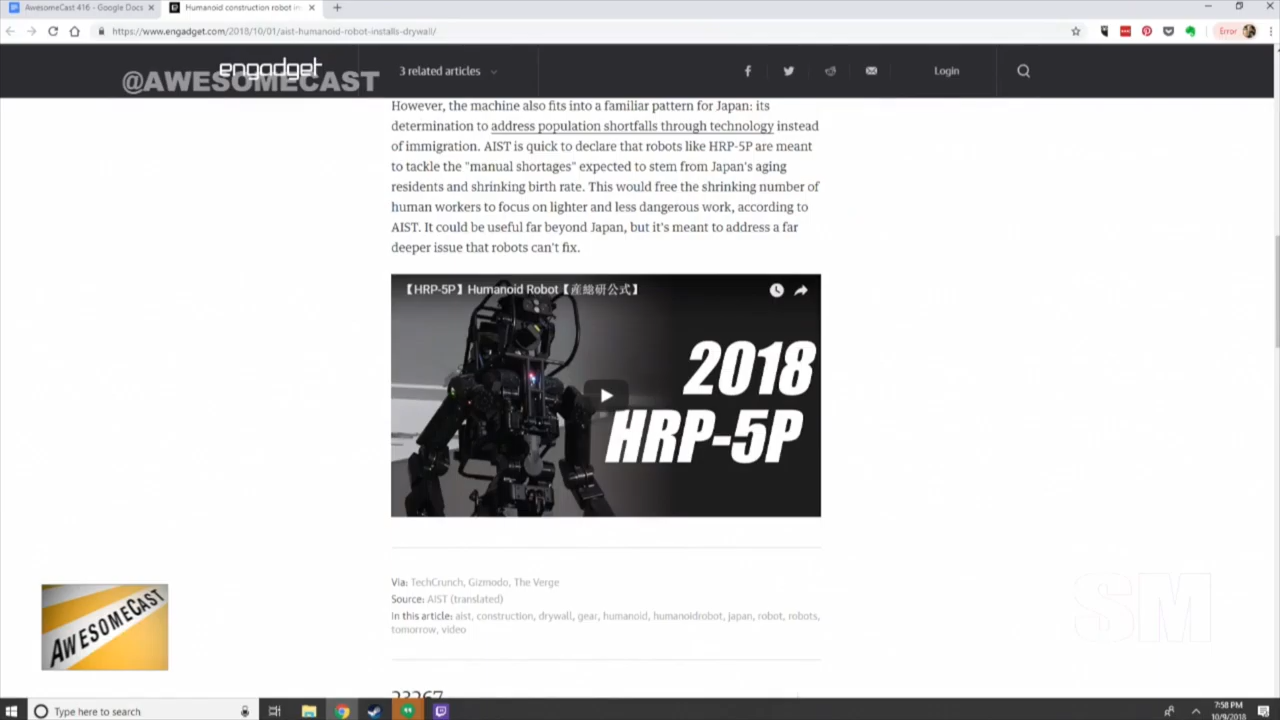 AwesomeCast 416 - Google Docs
Humanoid construction robot in
https://www.engadget.com/2018/10/01/aist-humanoid-robot-installs-drywall/
Error
engadget
@AWESOMECAST
3 related articles
Login
However, the machine also fits into a familiar pattern for Japan: its
determination to address population shortfalls through technology instead
of immigration. AIST is quick to declare that robots like HRP-5P are meant
to tackle the "manual shortages" expected to stem from Japan's aging
residents and shrinking birth rate. This would free the shrinking number of
human workers to focus on lighter and less dangerous work, according to
AIST. It could be useful far beyond Japan, but it's meant to address a far
deeper issue that robots can't fix.
【HRP-5P】Humanoid Robot【産総研公式】
2018
HRP-5P
Via: TechCrunch, Gizmodo, The Verge
Source: AIST (translated)
In this article: aist, construction, drywall, gear, humanoid, humanoidrobot, japan, robot, robots,
tomorrow, video
AWESOMECAST
SM
23267
Type here to search
7:58 PM
10/9/2018